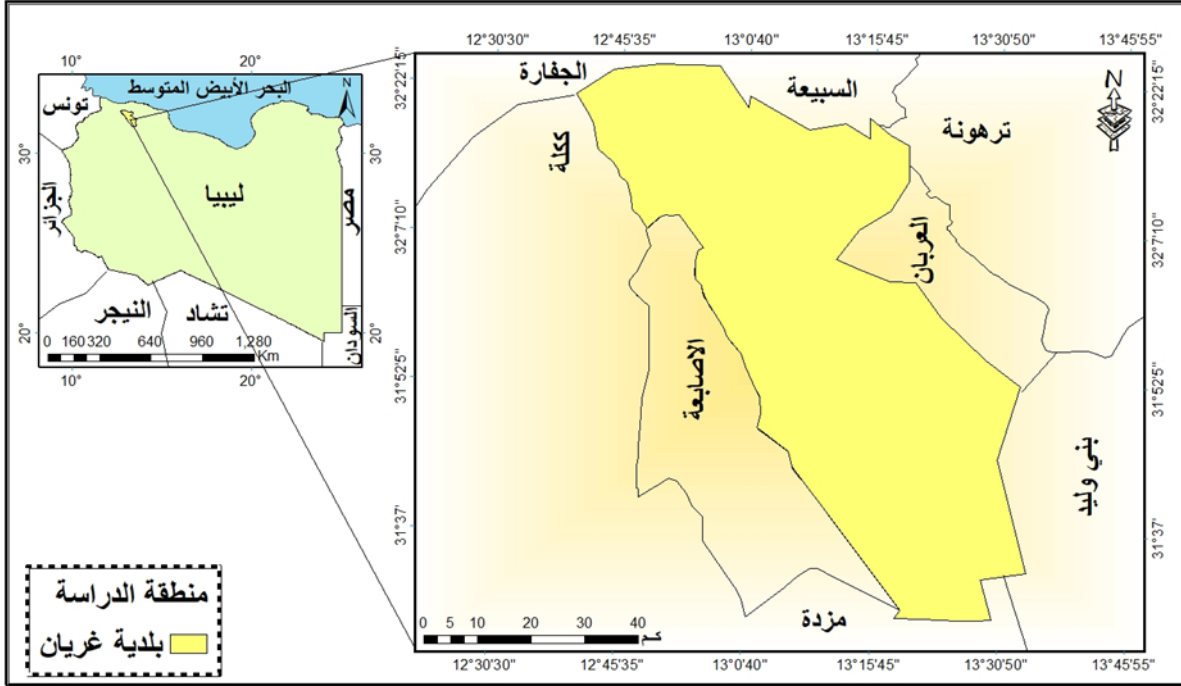 10° 20°
البحر الأبيض المتوسط
N
تونس
30° 30°
الجزائر
ليبيا
مصر
النيجر
تشاد
السودان
20° 20°
0 160 320 640 960 1,280
Km
10° 20°
منطقة الدراسة
بلدية غريان
12°30'30" 12°45'35" 13°0'40" 13°15'45" 13°30'50" 13°45'55"
32°22'15" 32°22'15"
الجفارة
السبيعة
N
ترهونة
ككلة
32°7'10" 32°7'10"
العربان
الاصابعة
31°52'5" 31°52'5"
بني وليد
31°37' 31°37'
مزدة
0 5 10 20 30 40
كم
12°30'30" 12°45'35" 13°0'40" 13°15'45" 13°30'50" 13°45'55"